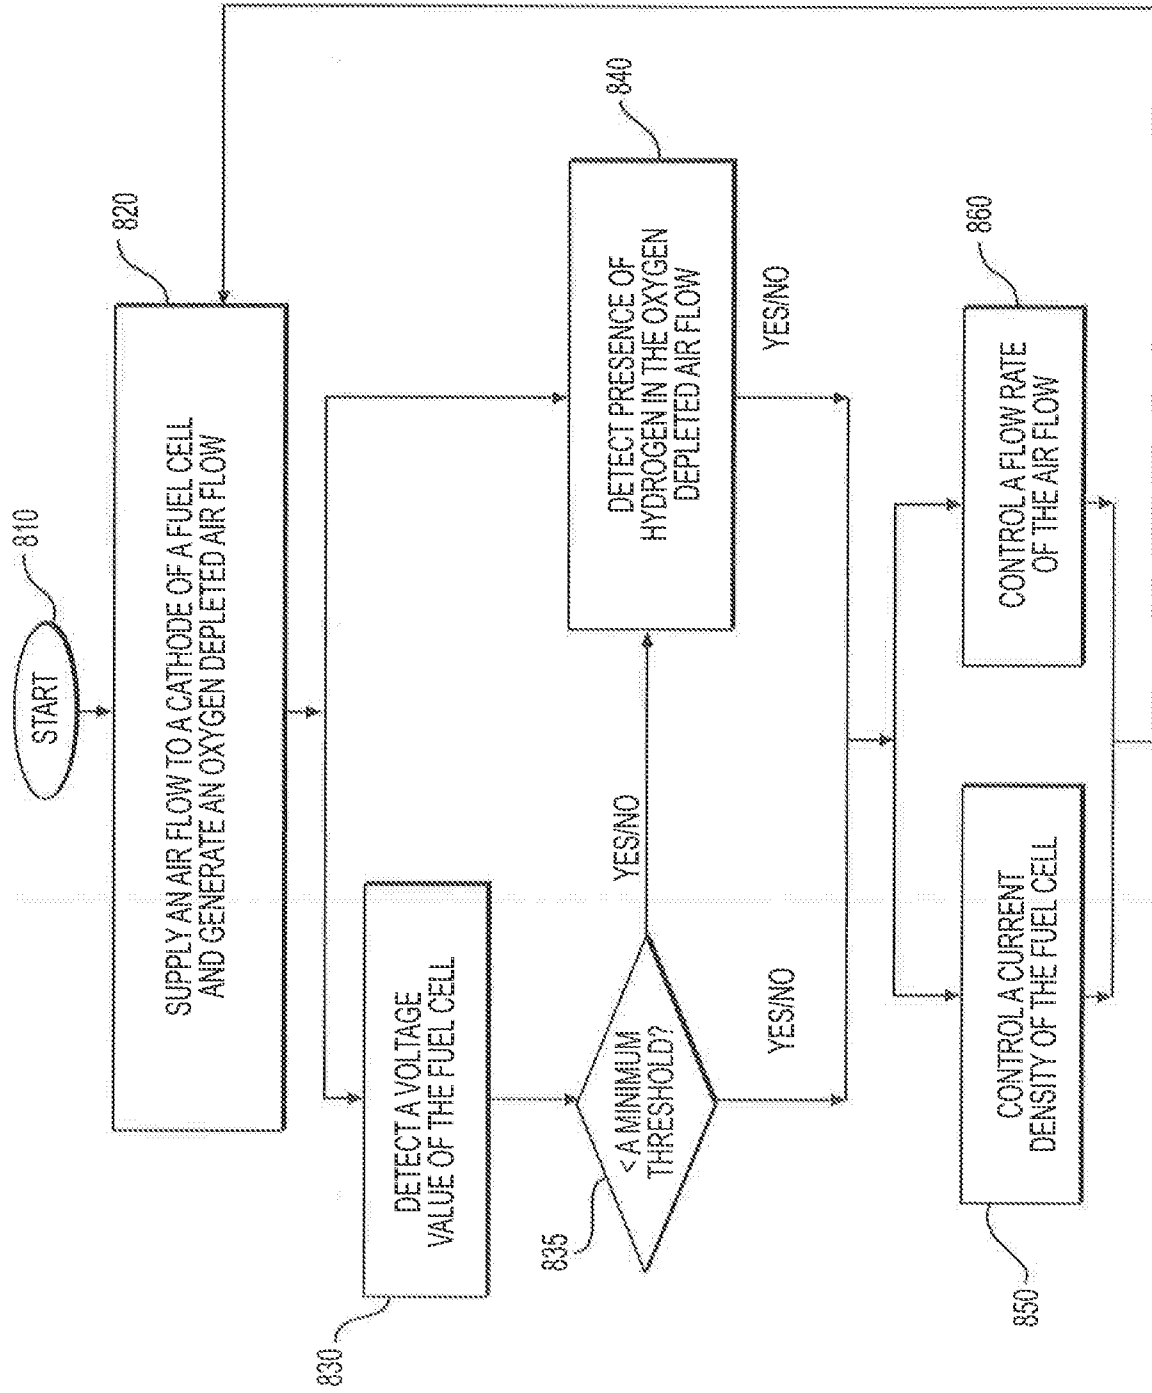 START
810
SUPPLY AN AIR FLOW TO A CATHODE OF A FUEL CELL
AND GENERATE AN OXYGEN DEPLETED AIR FLOW
820
DETECT A VOLTAGE
VALUE OF THE FUEL CELL
830
< A MINIMUM
THRESHOLD?
835
YES/NO
YES/NO
DETECT PRESENCE OF
HYDROGEN IN THE OXYGEN
DEPLETED AIR FLOW
840
YES/NO
CONTROL A CURRENT
DENSITY OF THE FUEL CELL
850
CONTROL A FLOW RATE
OF THE AIR FLOW
860